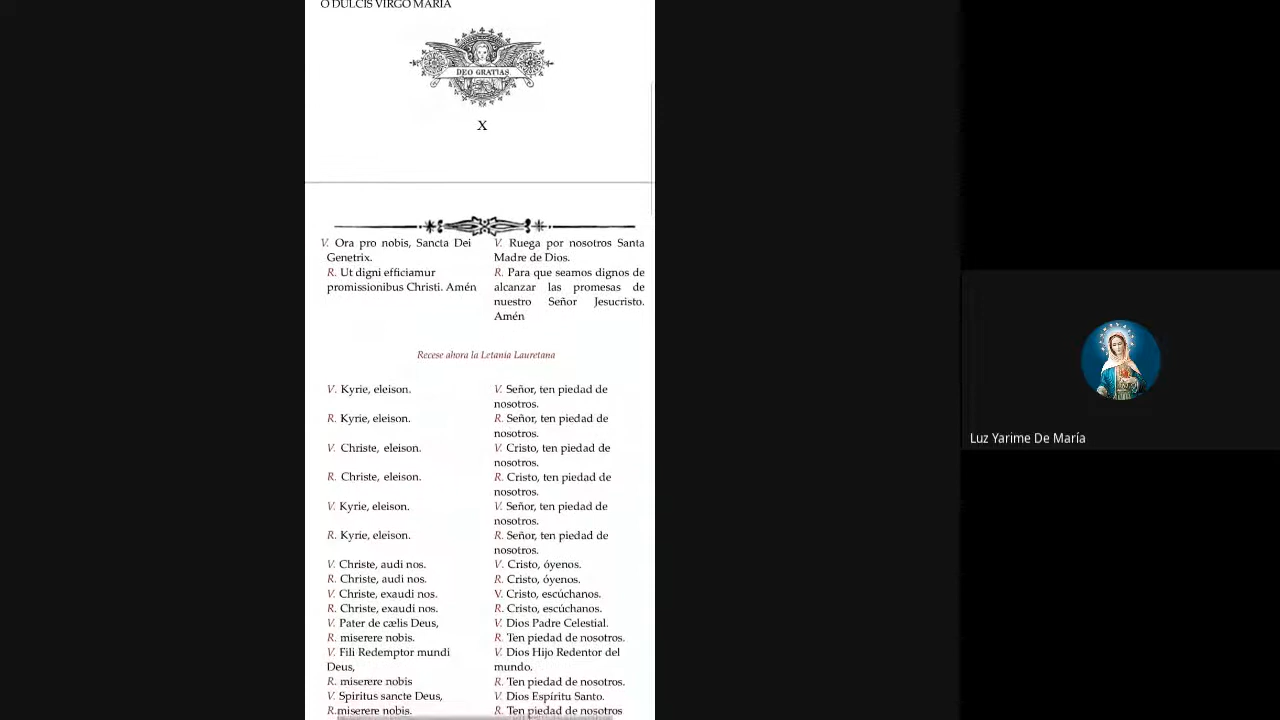 O DULCIS VIRGO MARIA
DEO GRATIAS
X
V. Ora pro nobis, Sancta Dei
Genetrix.
R. Ut digni efficiamur
promissionibus Christi. Amén
V. Ruega por nosotros Santa
Madre de Dios.
R. Para que seamos dignos de
alcanzar las promesas de
nuestro Señor Jesucristo.
Amén
Recese ahora la Letania Lauretana
V. Kyrie, eleison.
R. Kyrie, eleison.
V. Christe, eleison.
R. Christe, eleison.
V. Kyrie, eleison.
R. Kyrie, eleison.
V. Christe, audi nos.
R. Christe, audi nos.
V. Christe, exaudi nos.
R. Christe, exaudi nos.
V. Pater de cælis Deus,
R. miserere nobis.
V. Fili Redemptor mundi
Deus,
R. miserere nobis
V. Spiritus sancte Deus,
R.miserere nobis.
V. Señor, ten piedad de
nosotros.
R. Señor, ten piedad de
nosotros.
V. Cristo, ten piedad de
nosotros.
R. Cristo, ten piedad de
nosotros.
V. Señor, ten piedad de
nosotros.
R. Señor, ten piedad de
nosotros.
V. Cristo, óyenos.
R. Cristo, óyenos.
V. Cristo, escúchanos.
R. Cristo, escúchanos.
V. Dios Padre Celestial.
R. Ten piedad de nosotros.
V. Dios Hijo Redentor del
mundo.
R. Ten piedad de nosotros.
V. Dios Espíritu Santo.
R. Ten piedad de nosotros
Luz Yarime De María